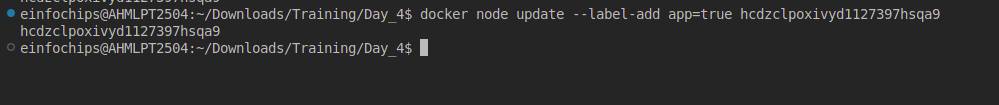 einfochips@AHMLPT2504:~/Downloads/Training/Day_4$ docker node update --label-add app=true hcdzclpoxivyd1127397hsqa9
hcdzclpoxivyd1127397hsqa9
einfochips@AHMLPT2504:~/Downloads/Training/Day_4$